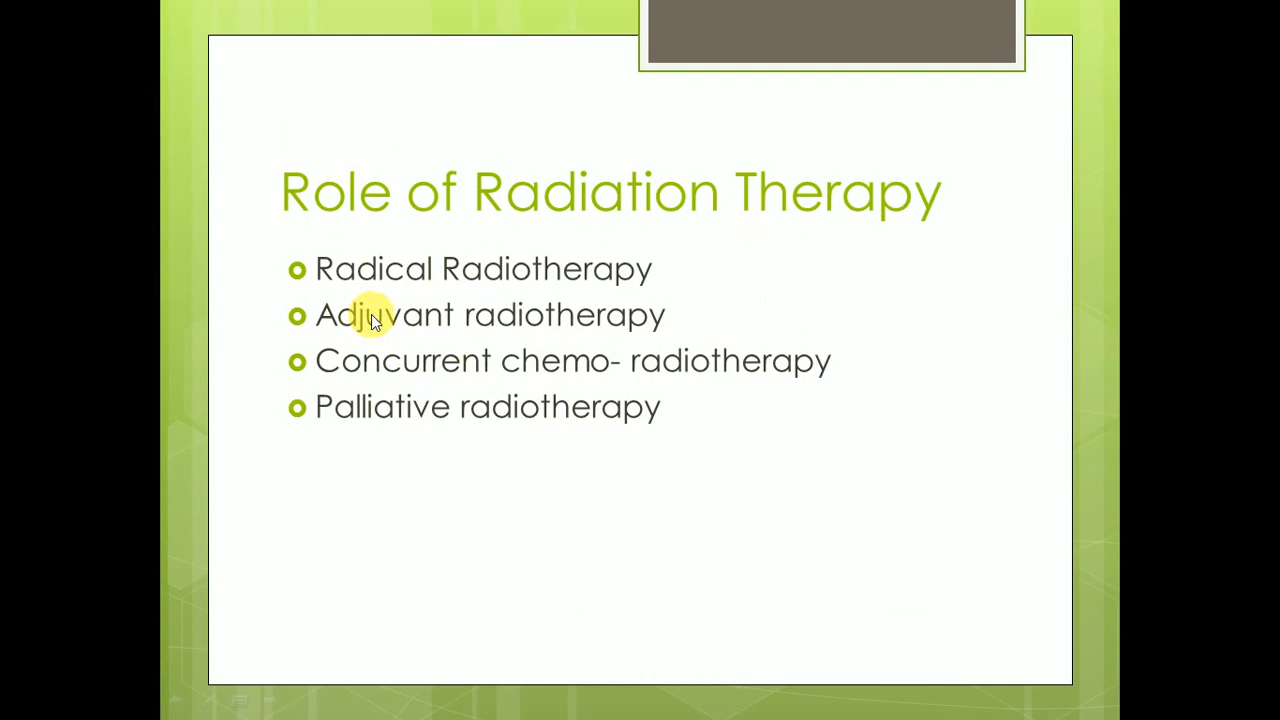 Role of Radiation Therapy
Radical Radiotherapy
Adjuvant radiotherapy
Concurrent chemo- radiotherapy
Palliative radiotherapy